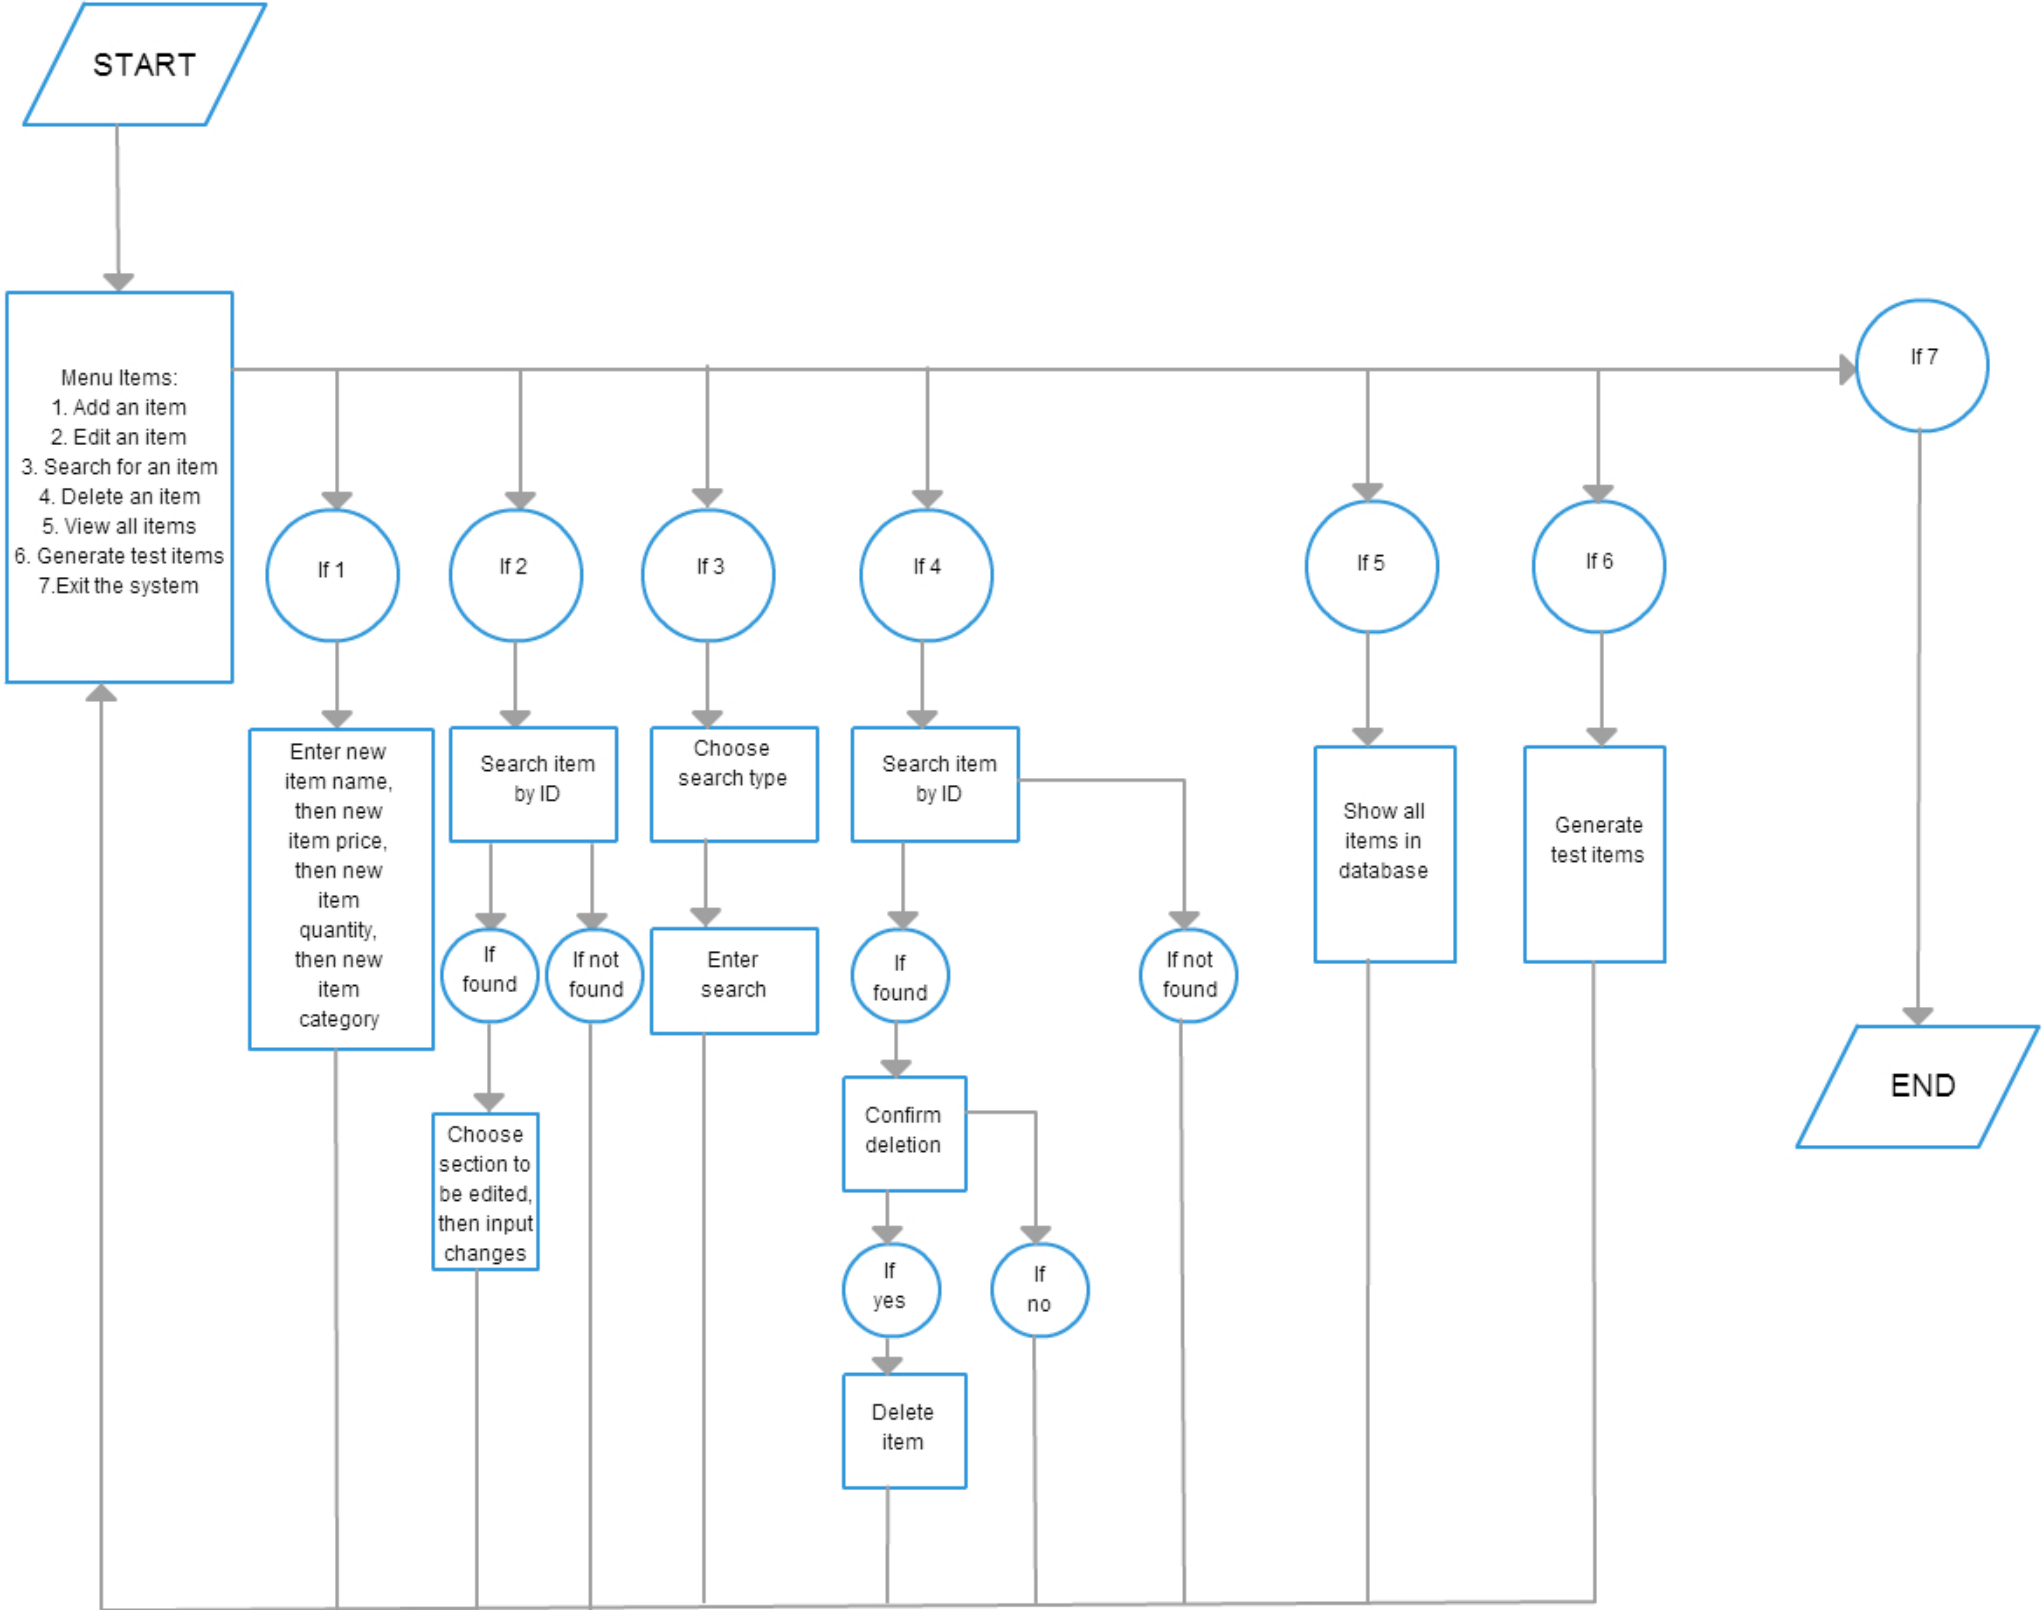 START
Menu Items:
1. Add an item
2. Edit an item
3. Search for an item
4. Delete an item
5. View all items
6. Generate test items
7.Exit the system
If 7
If 1
If 2
If 3
If 4
If 5
If 6
Enter new
item name,
then new
item price,
then new
item
quantity,
then new
item
category
Search item
by ID
Choose
search type
Search item
by ID
Show all
items in
database
Generate
test items
If
found
If not
found
Enter
search
If
found
If not
found
Choose
section to
be edited,
then input
changes
Confirm
deletion
END
If
yes
If
no
Delete
item